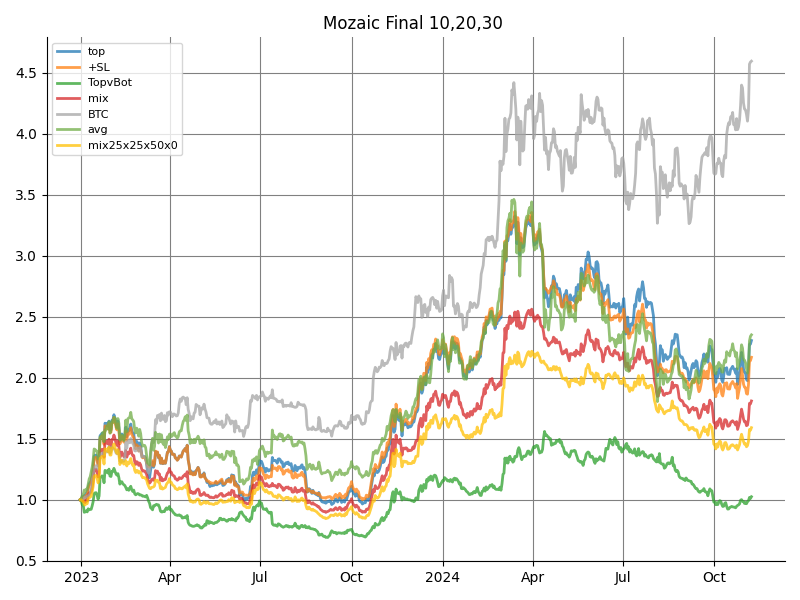 Mozaic Final 10,20,30
top
+SL
TopvBot
mix
BTC
avg
mix25x25x50x0
4.5
4.0
3.5
3.0
2.5
2.0
1.5
1.0
0.5
2023 Apr Jul Oct 2024 Apr Jul Oct